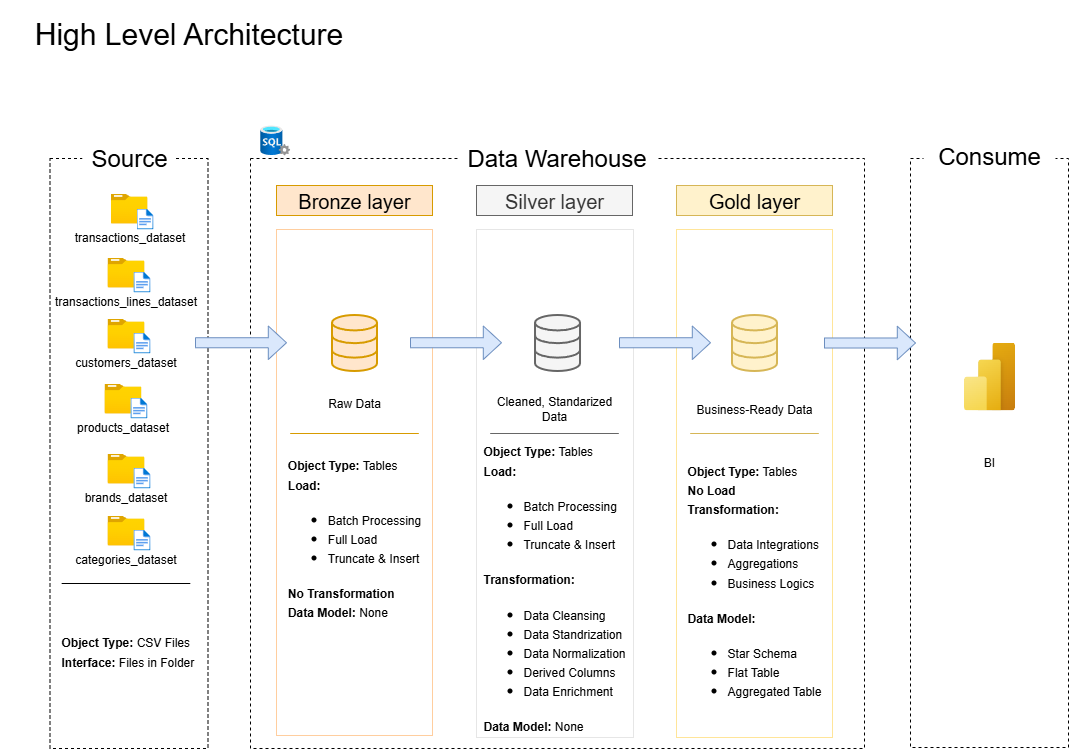 High Level Architecture
Source
transactions_dataset
transactions_lines_dataset
customers_dataset
products_dataset
brands_dataset
categories_dataset
Object Type: CSV Files
Interface: Files in Folder
SQL
Data Warehouse
Bronze layer
Raw Data
Object Type: Tables
Load:
Batch Processing
Full Load
Truncate & Insert
No Transformation
Data Model: None
Silver layer
Cleaned, Standarized
Data
Object Type: Tables
Load:
Batch Processing
Full Load
Truncate & Insert
Transformation:
Data Cleansing
Data Standrization
Data Normalization
Derived Columns
Data Enrichment
Data Model: None
Gold layer
Business-Ready Data
Object Type: Tables
No Load
Transformation:
Data Integrations
Aggregations
Business Logics
Data Model:
Star Schema
Flat Table
Aggregated Table
Consume
BI